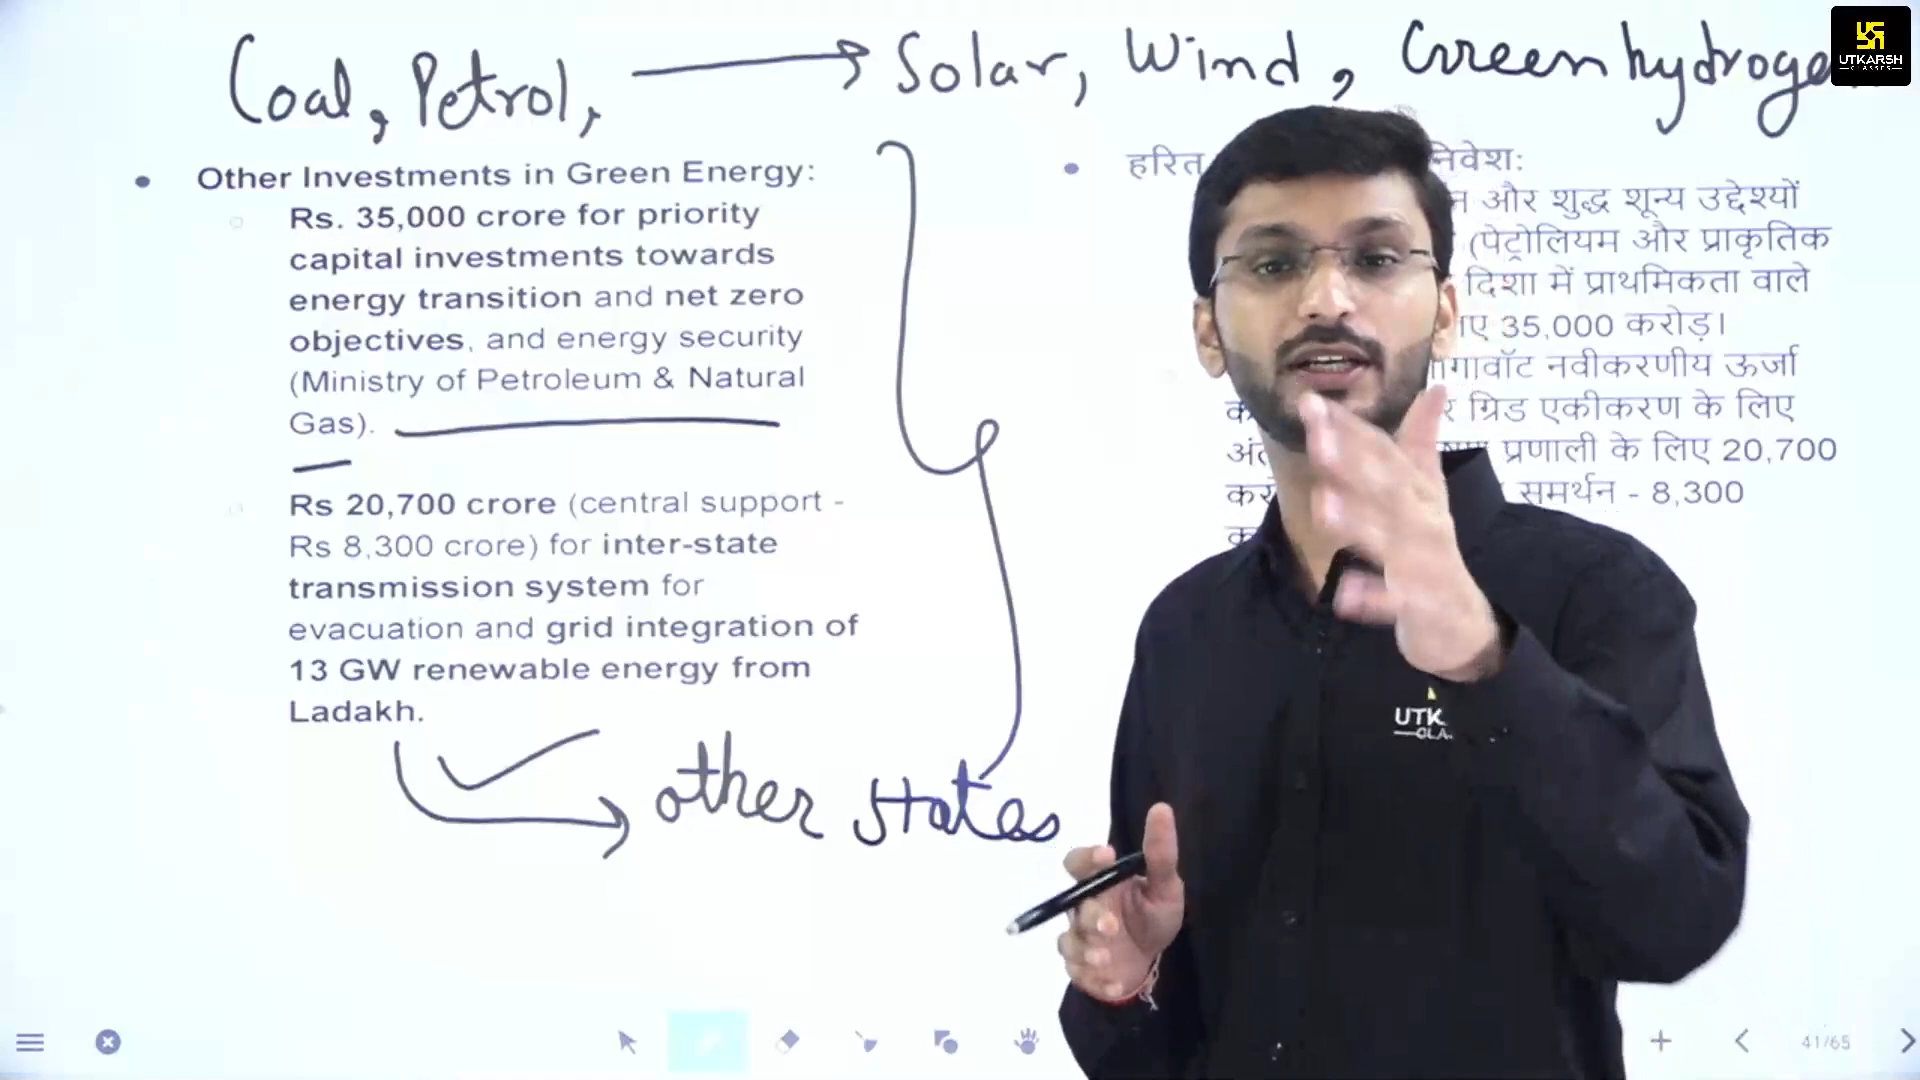 Coal, Petrol, → Solar, Wind, Green hydrogen
UTKARSH
CLASSES
• Other Investments in Green Energy:
Rs. 35,000 crore for priority
capital investments towards
energy transition and net zero
objectives, and energy security
(Ministry of Petroleum & Natural
Gas).
Rs 20,700 crore (central support -
Rs 8,300 crore) for inter-state
transmission system for
evacuation and grid integration of
13 GW renewable energy from
Ladakh.
other states
• हरित निवेश:
और शुद्ध शून्य उद्देश्यों
(पेट्रोलियम और प्राकृतिक
दिशा में प्राथमिकता वाले
35,000 करोड़।
नवीकरणीय ऊर्जा
ग्रिड एकीकरण के लिए
प्रणाली के लिए 20,700
समर्थन - 8,300
UTK
CLA
41/65